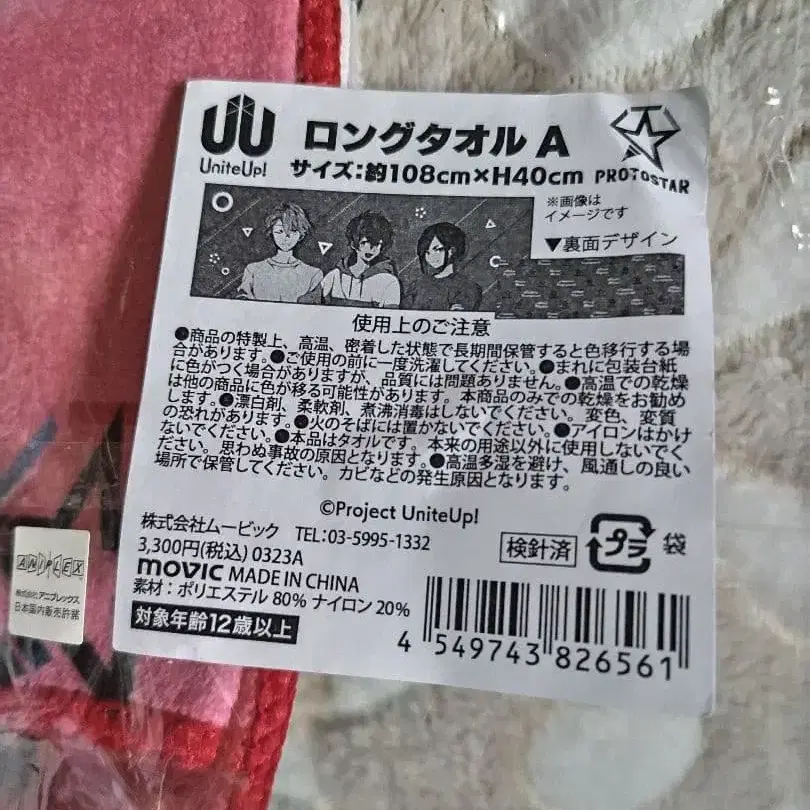 UniteUp!
ロングタオル A
サイズ:約108cm×H40cm
PROTOSTAR
※画像は
イメージです
▼裏面デザイン
使用上のご注意
●商品の特製上、高温、密着した状態で長期間保管すると色移行する場
合があります。●ご使用の前に一度洗濯してください。●まれに包装台紙
に色がつく場合がありますが、品質には問題ありません。●高温での乾燥
は他の商品に色が移る可能性があります。本商品のみでの乾燥をお勧め
します。●漂白剤、柔軟剤、煮沸消毒はしないでください。変色、変質
の恐れがあります。●火のそばには置かないでください。●アイロンはかけ
ないでください。●本品はタオルです。本来の用途以外に使用しないでく
ださい。思わぬ事故の原因となります。●高温多湿を避け、風通しの良い
場所で保管してください。カビなどの発生原因となります。
©Project UniteUp!
株式会社ムービック TEL:03-5995-1332
3,300円(税込) 0323A
movic MADE IN CHINA
素材:ポリエステル 80% ナイロン 20%
対象年齢12歳以上
検針済
プラ
袋
4 549743 826561
ANIPLEX
株式会社アニプレックス
日本国内販売許諾